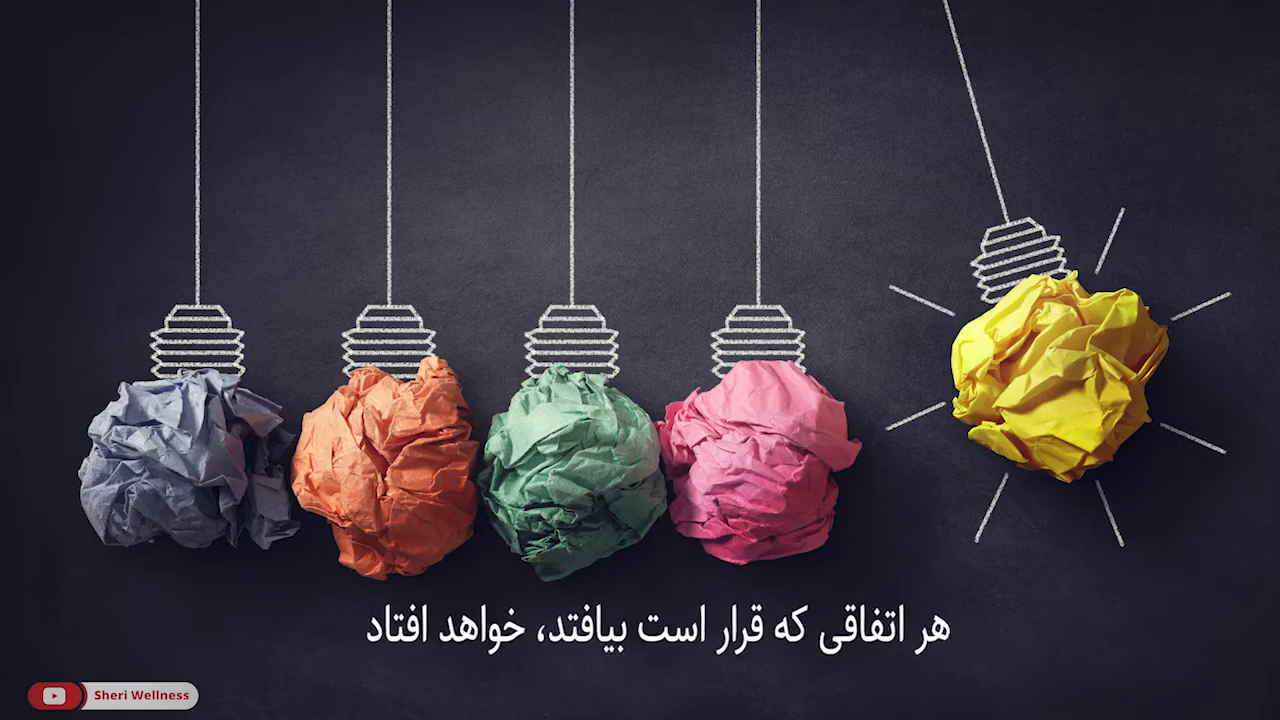 هر اتفاقی که قرار است بیافتد، خواهد افتاد
Sheri Wellness